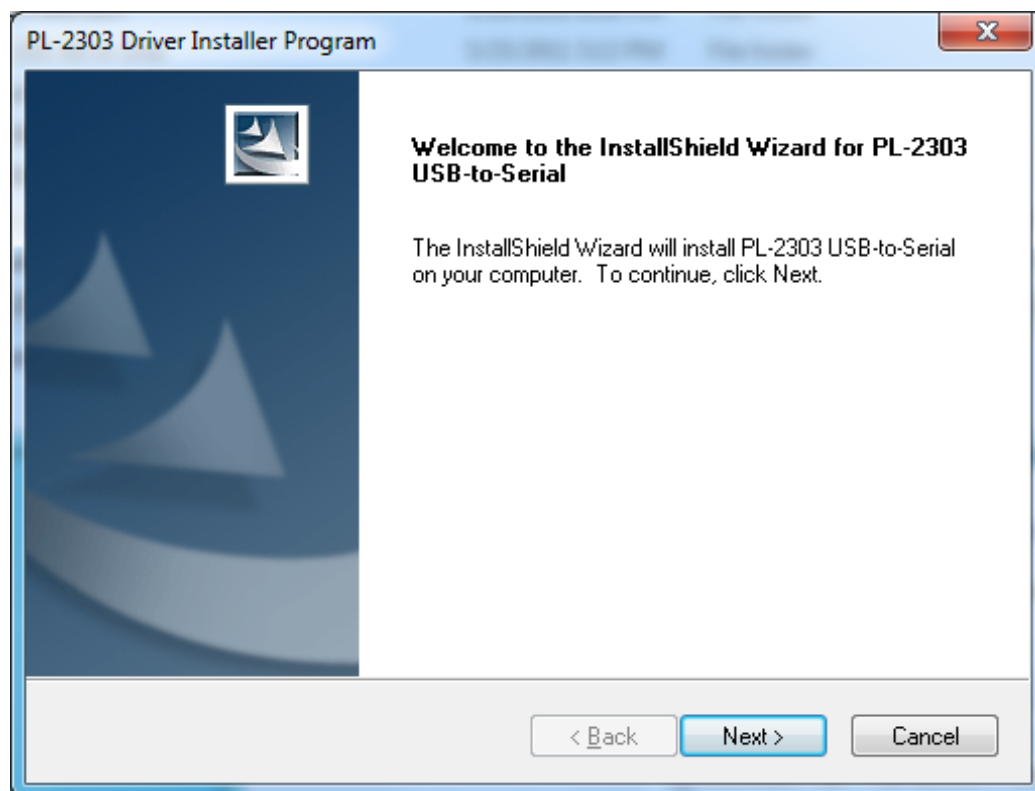 PL-2303 Driver Installer Program
Welcome to the InstallShield Wizard for PL-2303
USB-to-Serial
The InstallShield Wizard will install PL-2303 USB-to-Serial
on your computer.  To continue, click Next.
< Back
Next >
Cancel